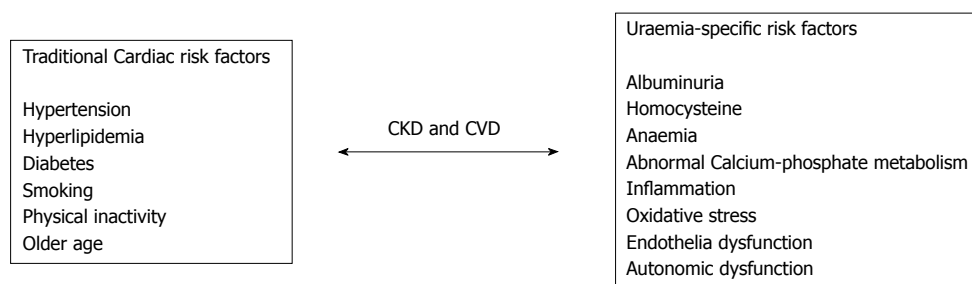 Traditional Cardiac risk factors
Hypertension
Hyperlipidemia
Diabetes
Smoking
Physical inactivity
Older age
CKD and CVD
Uraemia-specific risk factors
Albuminuria
Homocysteine
Anaemia
Abnormal Calcium-phosphate metabolism
Inflammation
Oxidative stress
Endothelia dysfunction
Autonomic dysfunction